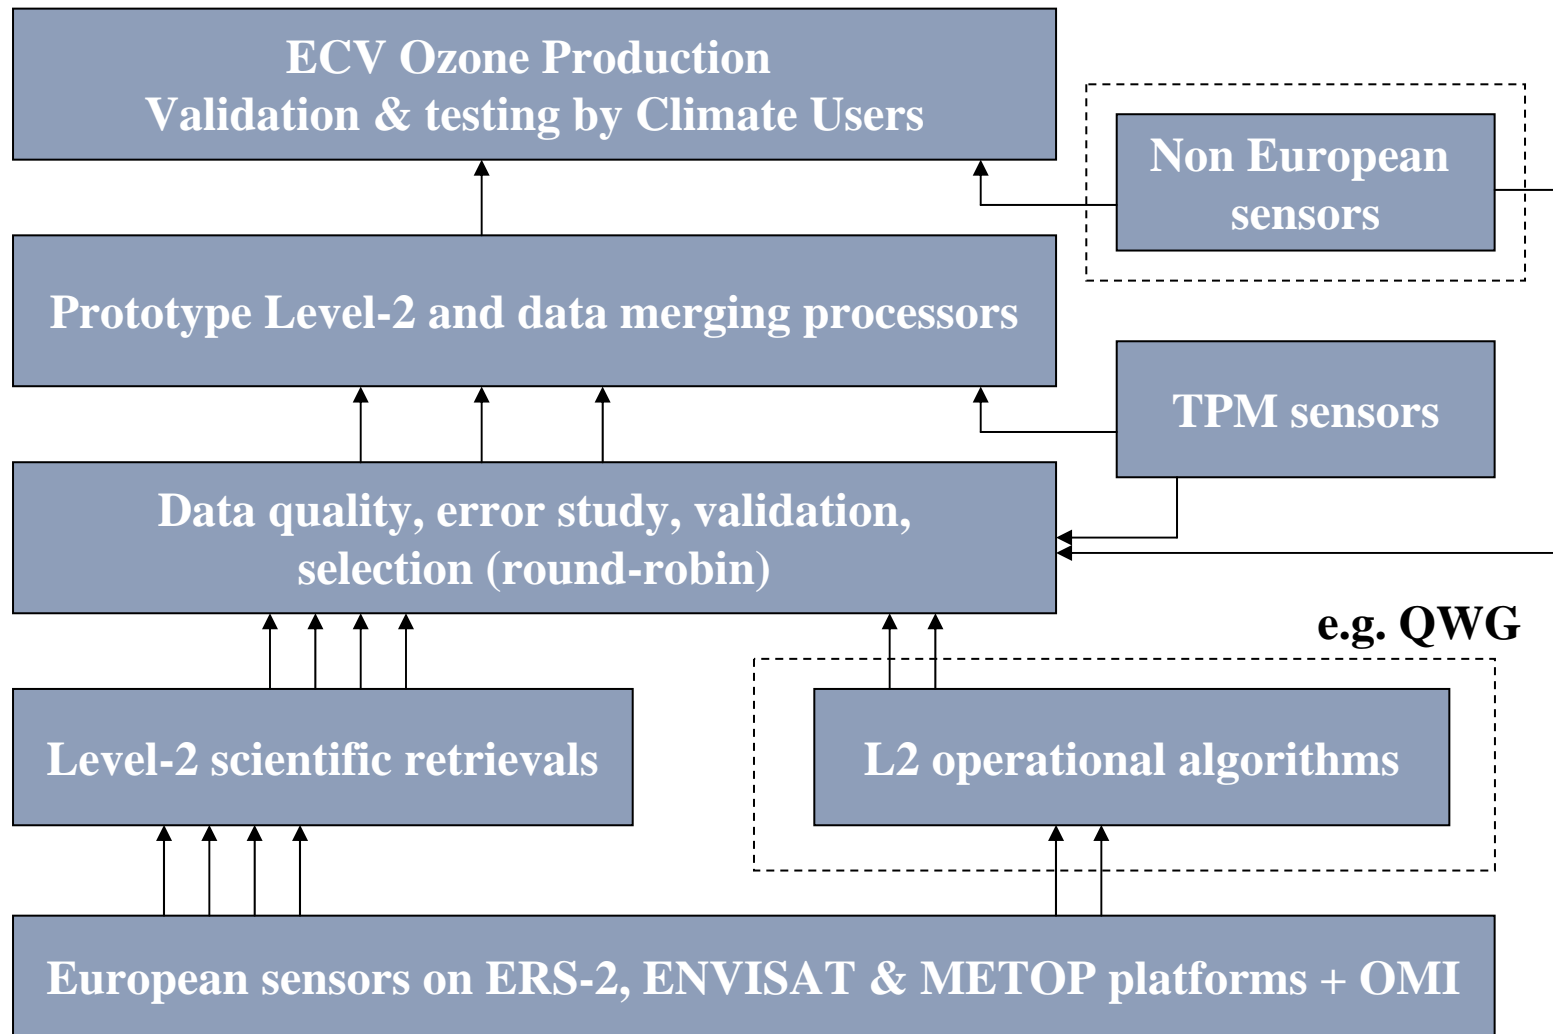 ECV Ozone Production
Validation & testing by Climate Users
Non European
sensors
Prototype Level-2 and data merging processors
TPM sensors
Data quality, error study, validation,
selection (round-robin)
e.g. QWG
Level-2 scientific retrievals
L2 operational algorithms
European sensors on ERS-2, ENVISAT & METOP platforms + OMI